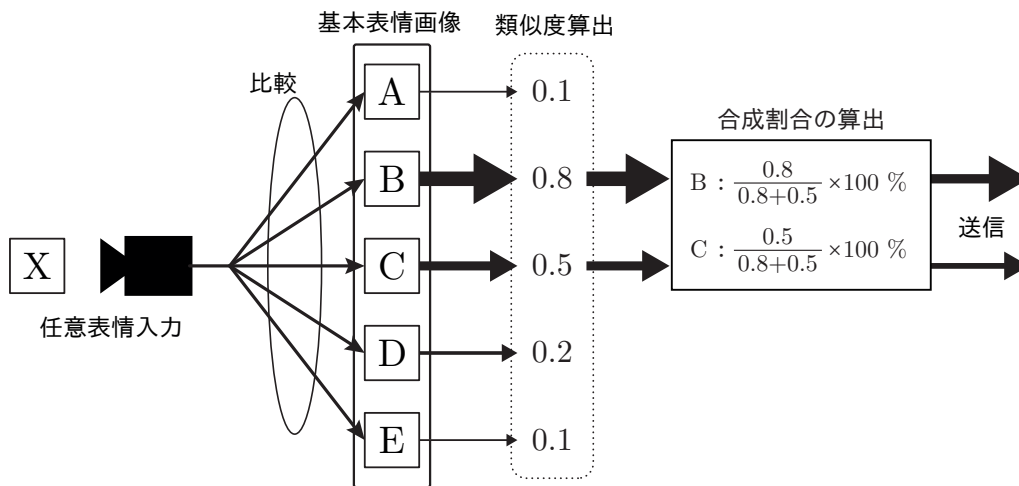 基本表情画像
類似度算出
比較
A
0.1
合成割合の算出
B
0.8
B : 0.8/0.8+0.5 ×100 %
送信
X
C
0.5
C : 0.5/0.8+0.5 ×100 %
任意表情入力
D
0.2
E
0.1